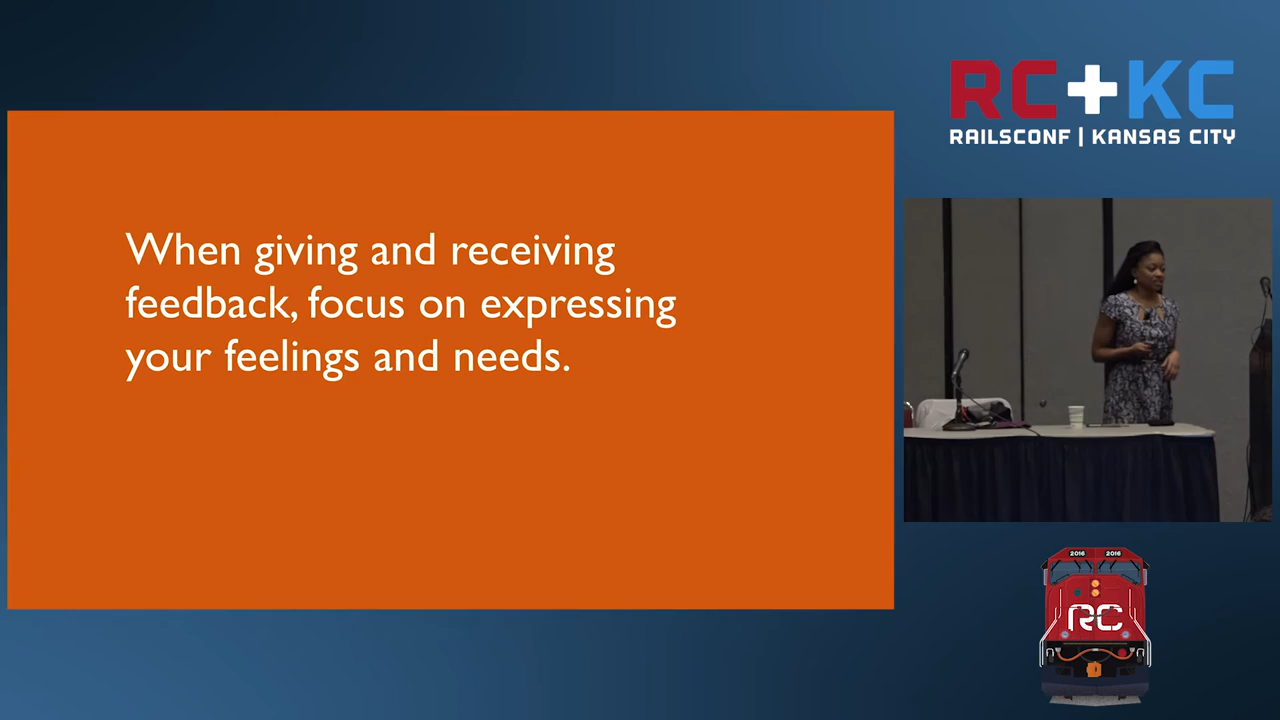 When giving and receiving
feedback, focus on expressing
your feelings and needs.
RC+KC
RAILSCONF | KANSAS CITY
2016 2016
RC